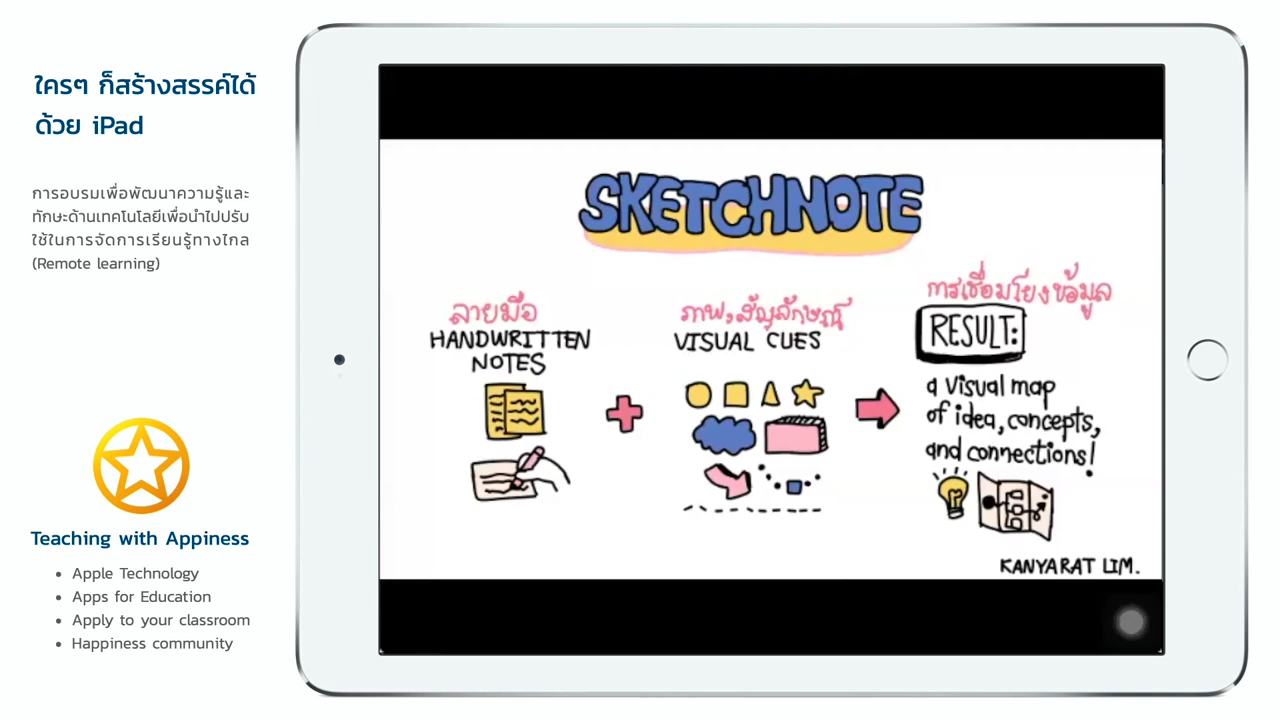 ใครๆ ก็สร้างสรรค์ได้
ด้วย iPad
การอบรมเพื่อพัฒนาความรู้และ
ทักษะด้านเทคโนโลยีเพื่อนำไปปรับ
ใช้ในการจัดการเรียนรู้ทางไกล
(Remote learning)
Teaching with Appiness
Apple Technology
Apps for Education
Apply to your classroom
Happiness community
SKETCHNOTE
ลายมือ
HANDWRITTEN
NOTES
ภาพ,สัญลักษณ์
VISUAL CUES
การเชื่อมโยงข้อมูล
RESULT:
a visual map
of idea, concepts,
and connections!
KANYARAT LIM.